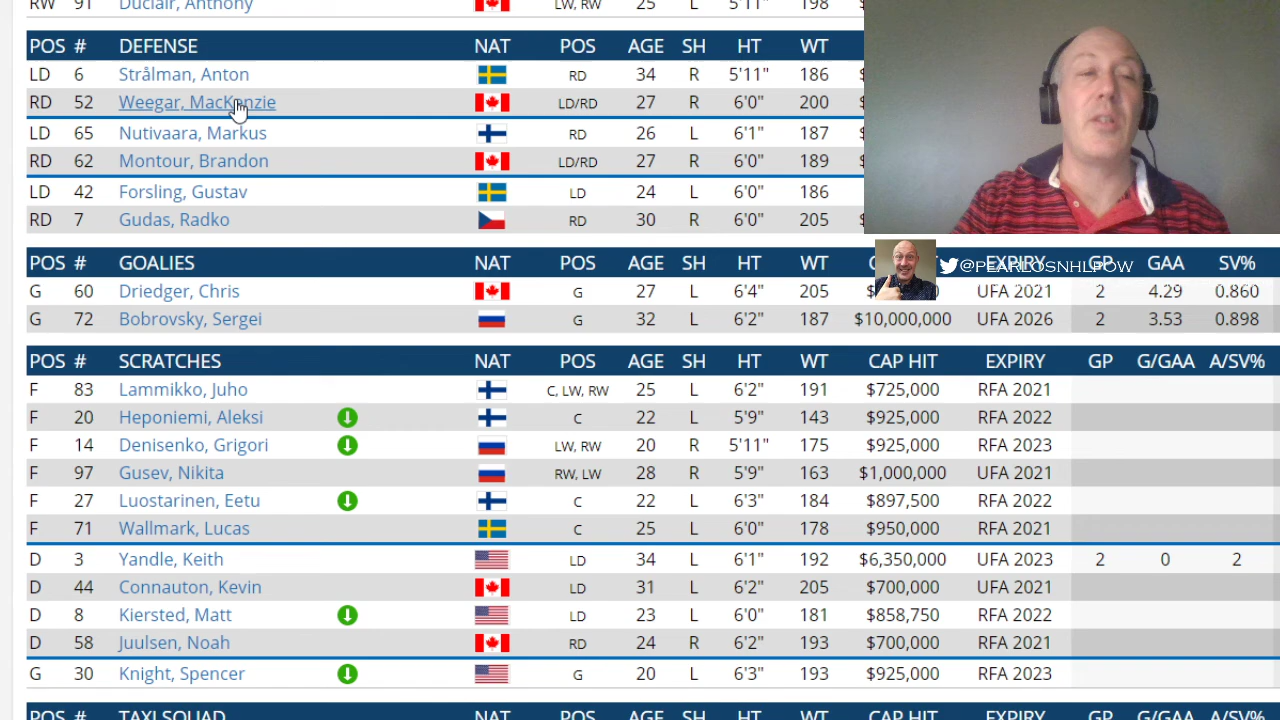 RW 91 Duclair, Anthony LW, RW 25 L 5'11" 198
POS # DEFENSE NAT POS AGE SH HT WT
LD 6 Strålman, Anton RD 34 R 5'11" 186
RD 52 Weegar, MacKenzie LD/RD 27 R 6'0" 200
LD 65 Nutivaara, Markus RD 26 L 6'1" 187
RD 62 Montour, Brandon LD/RD 27 R 6'0" 189
LD 42 Forsling, Gustav LD 24 L 6'0" 186
RD 7 Gudas, Radko RD 30 R 6'0" 205
@PEARLOSNHLPOW
POS # GOALIES NAT POS AGE SH HT WT EXPIRY GP GAA SV%
G 60 Driedger, Chris G 27 L 6'4" 205 UFA 2021 2 4.29 0.860
G 72 Bobrovsky, Sergei G 32 L 6'2" 187 $10,000,000 UFA 2026 2 3.53 0.898
POS # SCRATCHES NAT POS AGE SH HT WT CAP HIT EXPIRY GP G/GAA A/SV%
F 83 Lammikko, Juho C, LW, RW 25 L 6'2" 191 $725,000 RFA 2021
F 20 Heponiemi, Aleksi C 22 L 5'9" 143 $925,000 RFA 2022
F 14 Denisenko, Grigori LW, RW 20 R 5'11" 175 $925,000 RFA 2023
F 97 Gusev, Nikita RW, LW 28 R 5'9" 163 $1,000,000 UFA 2021
F 27 Luostarinen, Eetu C 22 L 6'3" 184 $897,500 RFA 2022
F 71 Wallmark, Lucas C 25 L 6'0" 178 $950,000 RFA 2021
D 3 Yandle, Keith LD 34 L 6'1" 192 $6,350,000 UFA 2023 2 0 2
D 44 Connauton, Kevin LD 31 L 6'2" 205 $700,000 UFA 2021
D 8 Kiersted, Matt LD 23 L 6'0" 181 $858,750 RFA 2022
D 58 Juulsen, Noah RD 24 R 6'2" 193 $700,000 RFA 2021
G 30 Knight, Spencer G 20 L 6'3" 193 $925,000 RFA 2023
POS # TAXI SQUAD NAT POS AGE SH HT WT CAP HIT EXPIRY GP G/GAA A/SV%